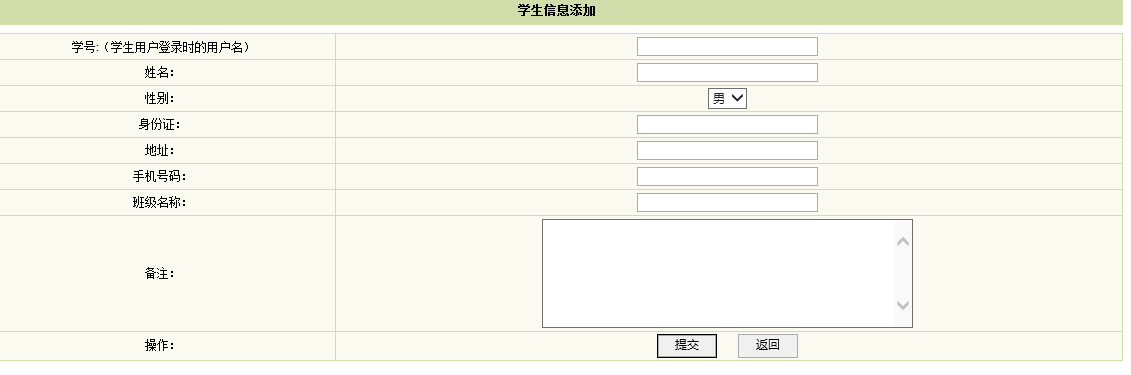 学生信息添加
学号:（学生用户登录时的用户名）
姓名：
性别：
男
身份证：
地址：
手机号码：
班级名称：
备注：
操作：
提交
返回